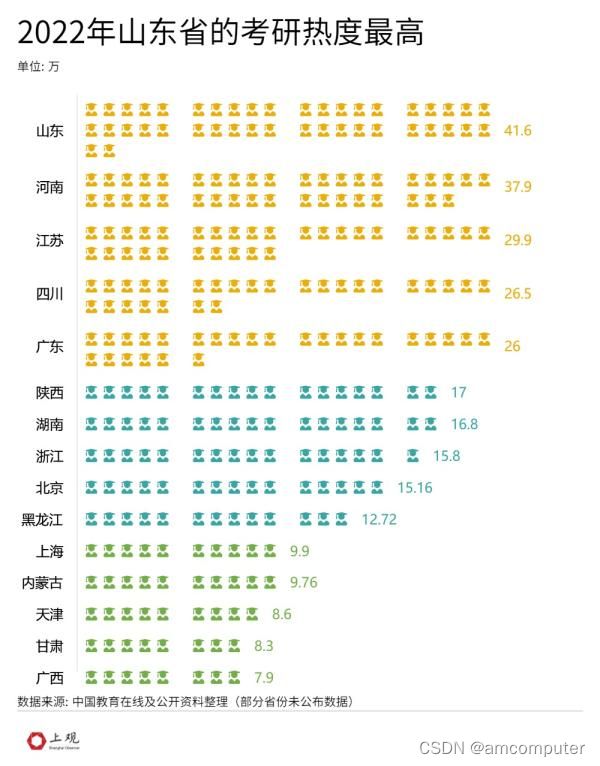 2022年山东省的考研热度最高
单位: 万
山东 41.6
河南 37.9
江苏 29.9
四川 26.5
广东 26
陕西 17
湖南 16.8
浙江 15.8
北京 15.16
黑龙江 12.72
上海 9.9
内蒙古 9.76
天津 8.6
甘肃 8.3
广西 7.9
数据来源: 中国教育在线及公开资料整理（部分省份未公布数据）
上观
Shanghai Observer
CSDN @amcomputer